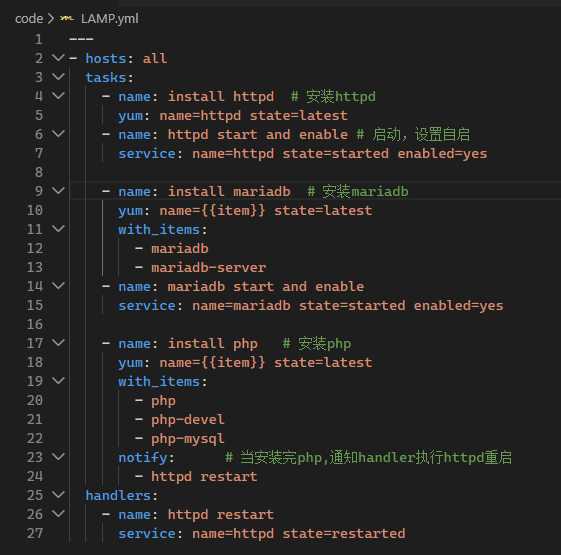 code > LAMP.yml
1 ---
2 - hosts: all
3   tasks:
4     - name: install httpd  # 安装httpd
5       yum: name=httpd state=latest
6     - name: httpd start and enable # 启动，设置自启
7       service: name=httpd state=started enabled=yes
8
9     - name: install mariadb  # 安装mariadb
10       yum: name={{item}} state=latest
11       with_items:
12         - mariadb
13         - mariadb-server
14     - name: mariadb start and enable
15       service: name=mariadb state=started enabled=yes
16
17     - name: install php   # 安装php
18       yum: name={{item}} state=latest
19       with_items:
20         - php
21         - php-devel
22         - php-mysql
23       notify:      # 当安装完php,通知handler执行httpd重启
24         - httpd restart
25   handlers:
26     - name: httpd restart
27       service: name=httpd state=restarted